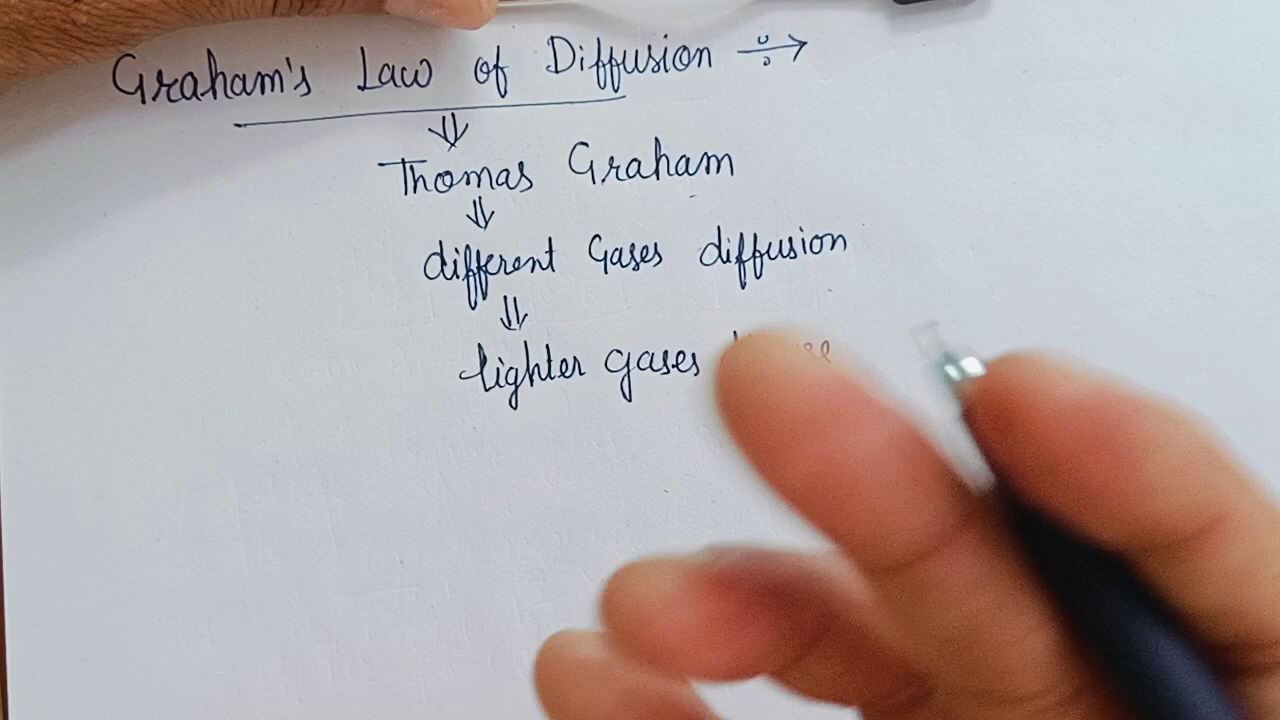 Graham's Law of Diffusion ÷→
⇓
Thomas Graham
⇓
different Gases diffusion
⇓
lighter gases